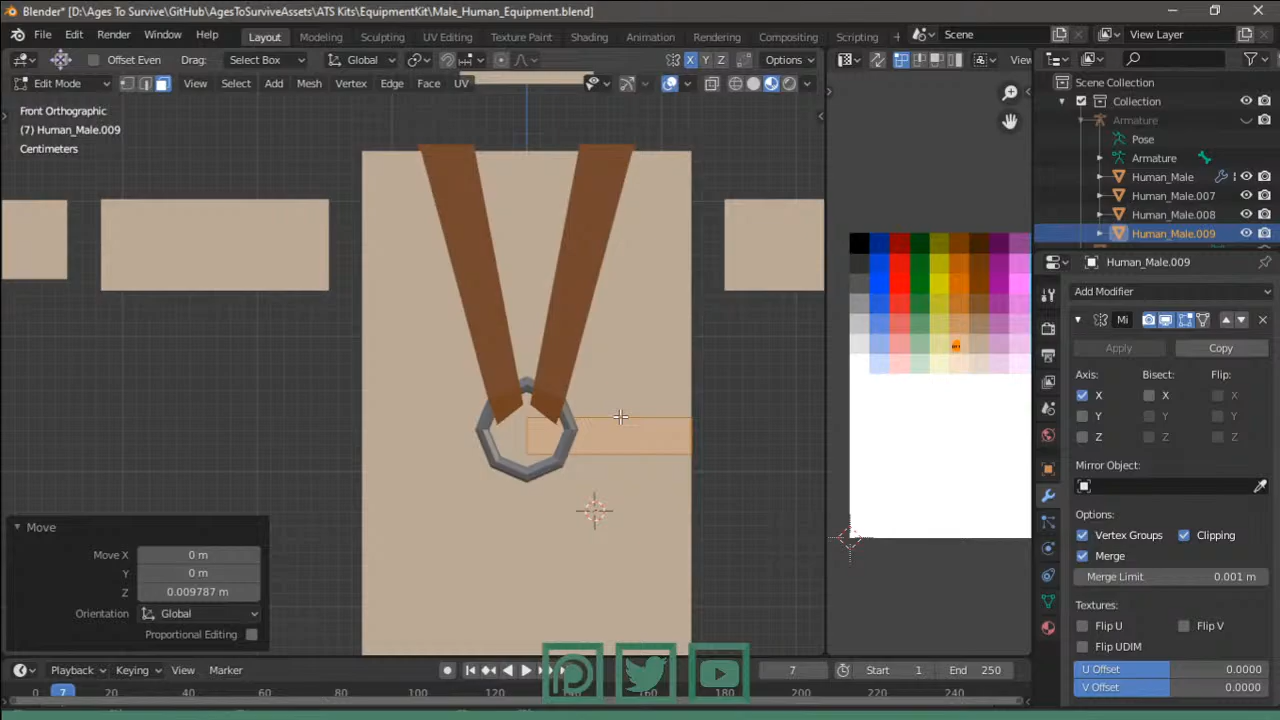 Blender* [D:\Ages To Survive\GitHub\AgesToSurviveAssets\ATS Kits\EquipmentKit\Male_Human_Equipment.blend]
File Edit Render Window Help Layout Modeling Sculpting UV Editing Texture Paint Shading Animation Rendering Compositing Scripting Scene View Layer
Offset Even Drag: Select Box Global X Y Z Options
Edit Mode View Select Add Mesh Vertex Edge Face UV
Front Orthographic
(7) Human_Male.009
Centimeters
Scene Collection
Collection
Armature
Pose
Armature
Human_Male
Human_Male.007
Human_Male.008
Human_Male.009
Human_Male.009
Add Modifier
Mi
Apply Copy
Axis: Bisect: Flip:
X X X
Y Y Y
Z Z Z
Mirror Object:
Options:
Vertex Groups Clipping
Merge
Merge Limit 0.001 m
Textures:
Flip U Flip V
Flip UDIM
U Offset 0.0000
V Offset 0.0000
Move
Move X 0 m
Y 0 m
Z 0.009787 m
Orientation Global
Proportional Editing
Playback Keying View Marker 7 Start 1 End 250
0 7 20 40 60 80 100 120 140 160 180 200 220 240